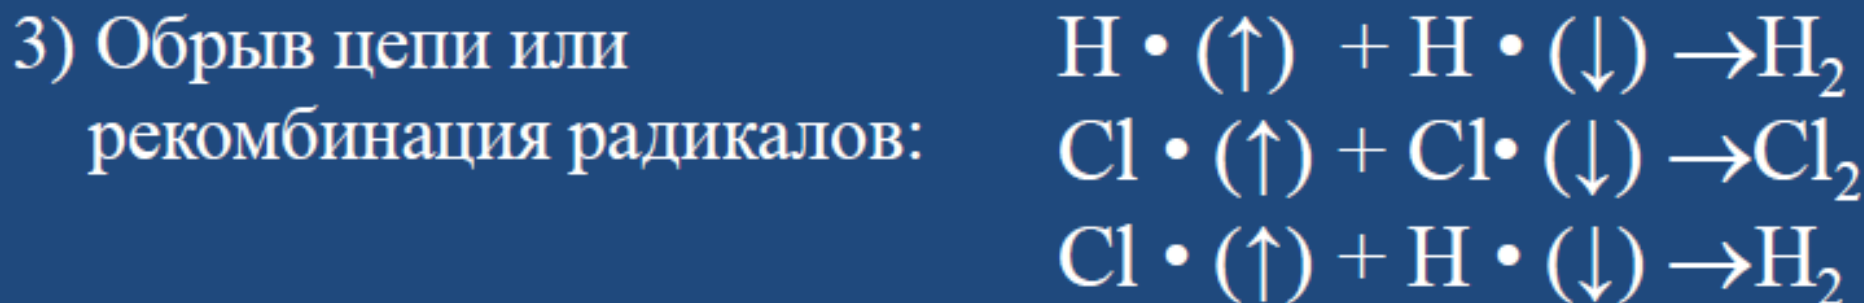 3) Обрыв цепи или
рекомбинация радикалов:
H • (↑) + H • (↓) →H₂
Cl • (↑) + Cl• (↓) →Cl₂
Cl • (↑) + H • (↓) →H₂